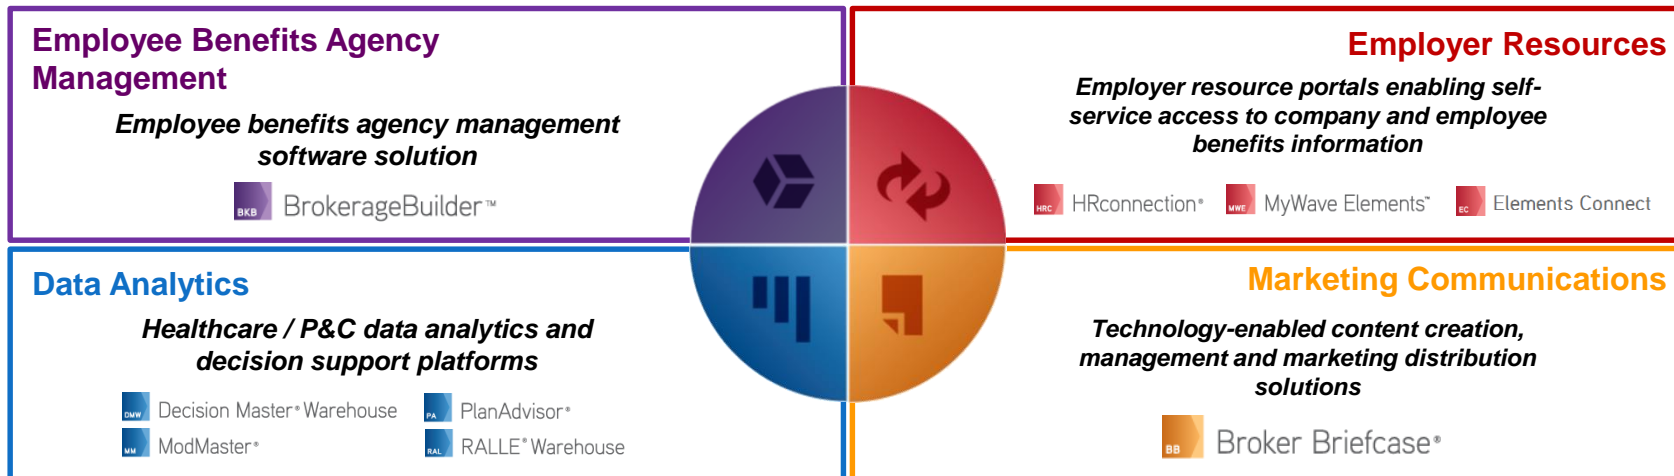 Employee Benefits Agency
Management
Employee benefits agency management
software solution
BKB BrokerageBuilder™
Employer Resources
Employer resource portals enabling self-
service access to company and employee
benefits information
HRC HRconnection® MWE MyWave Elements™ EC Elements Connect
Data Analytics
Healthcare / P&C data analytics and
decision support platforms
DMW Decision Master® Warehouse PA PlanAdvisor®
MM ModMaster® RAL RALLE® Warehouse
Marketing Communications
Technology-enabled content creation,
management and marketing distribution
solutions
BB Broker Briefcase®